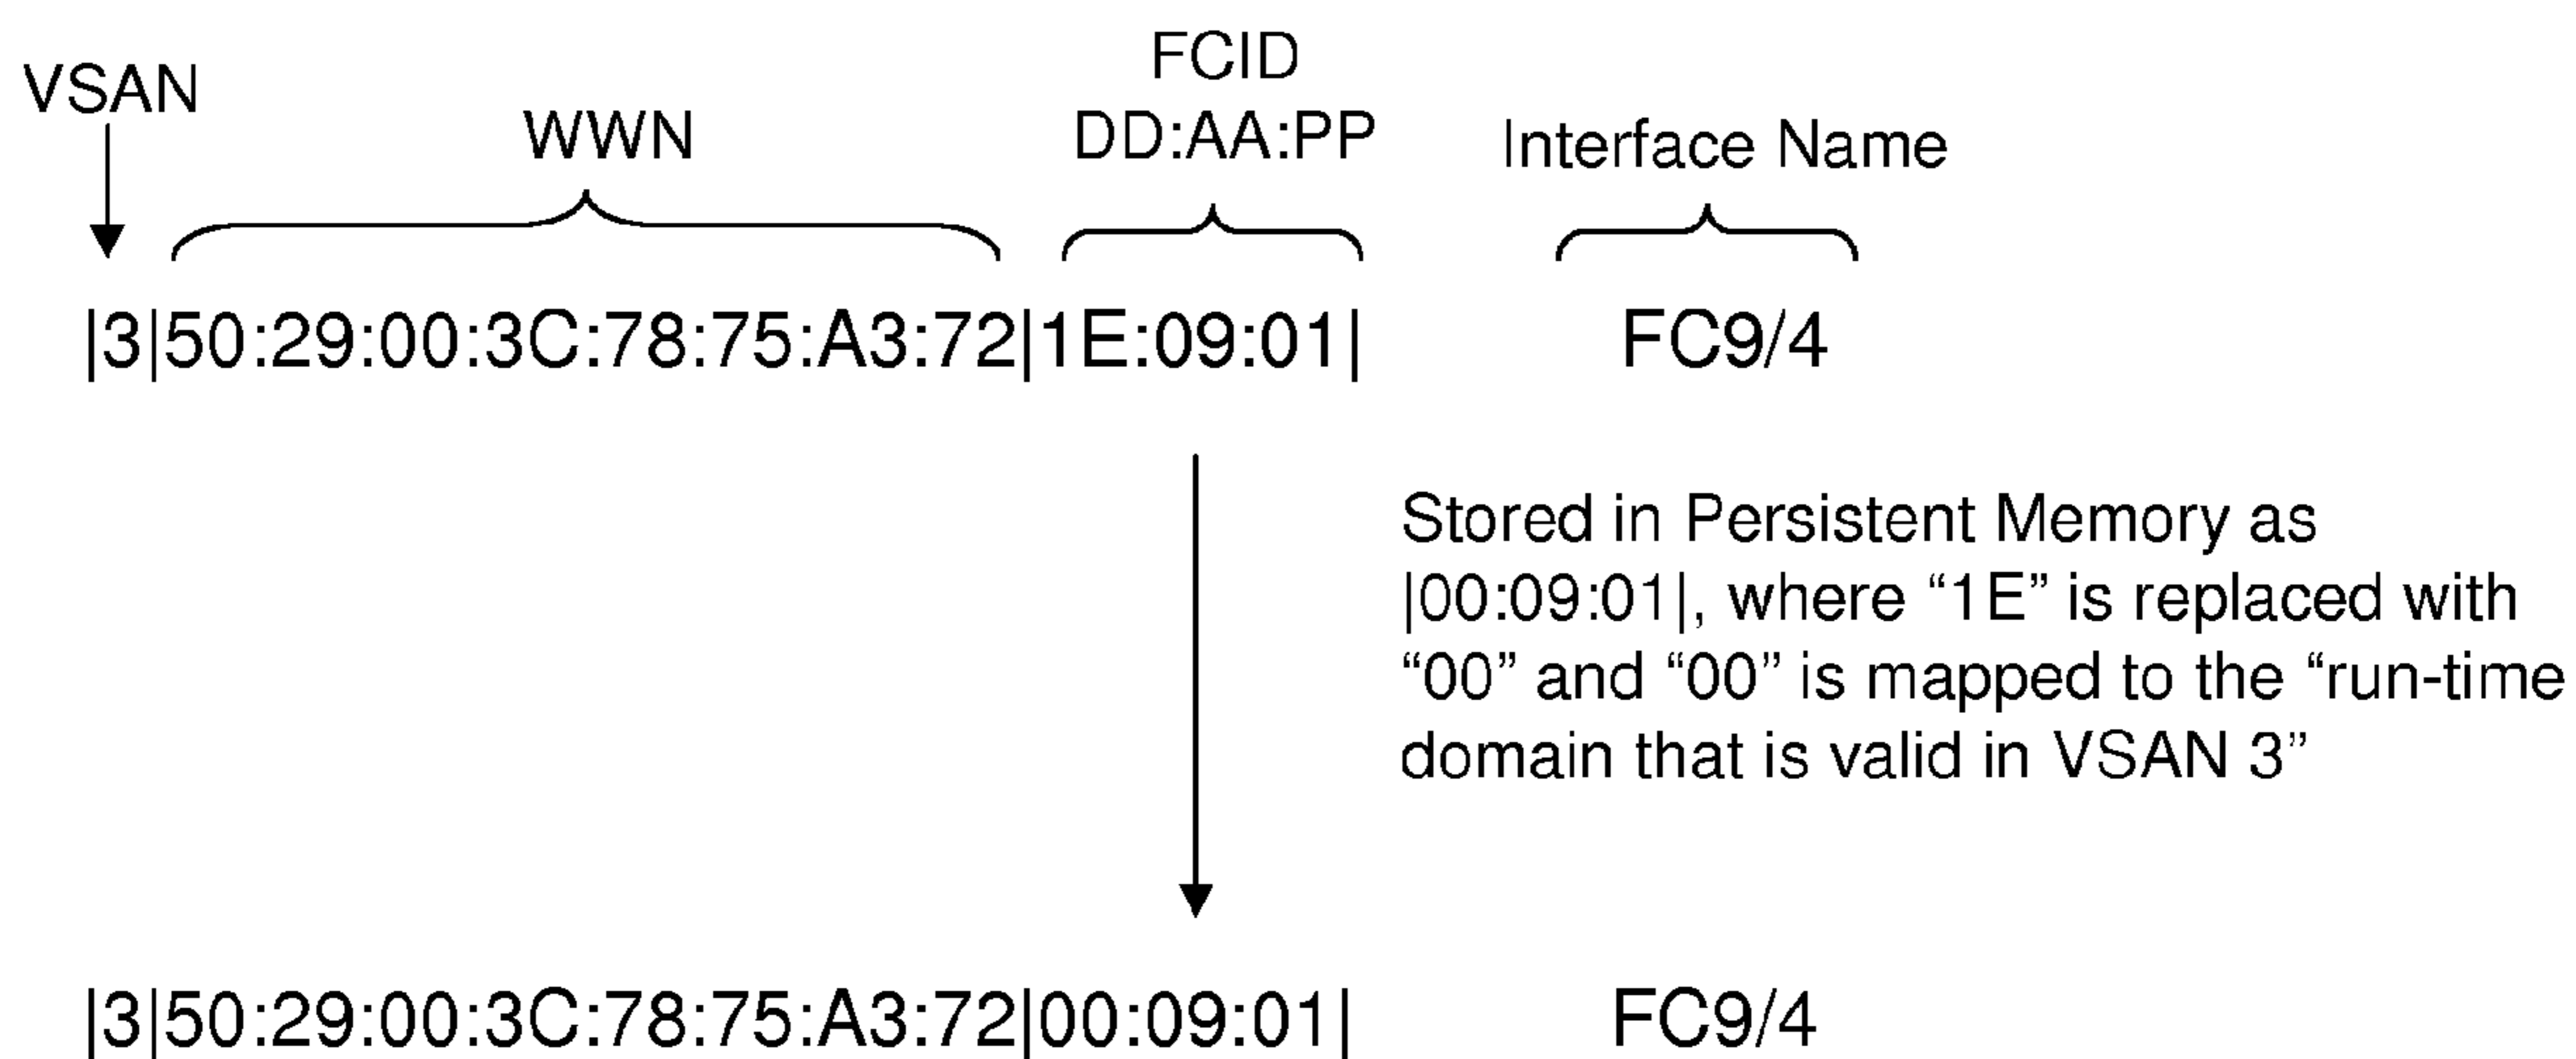 VSAN
WWN
FCID
DD:AA:PP
Interface Name
|3|50:29:00:3C:78:75:A3:72|1E:09:01| FC9/4
Stored in Persistent Memory as
|00:09:01|, where “1E” is replaced with
“00” and “00” is mapped to the “run-time
domain that is valid in VSAN 3”
|3|50:29:00:3C:78:75:A3:72|00:09:01| FC9/4